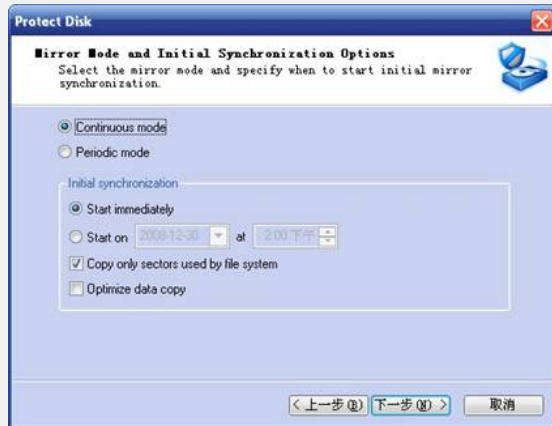 Protect Disk
Mirror Mode and Initial Synchronization Options
Select the mirror mode and specify when to start initial mirror
synchronization.
Continuous mode
Periodic mode
Initial synchronization
Start immediately
Start on 2008-12-30 at 2:00 下午
Copy only sectors used by file system
Optimize data copy
< 上一步(B) 下一步(N) > 取消